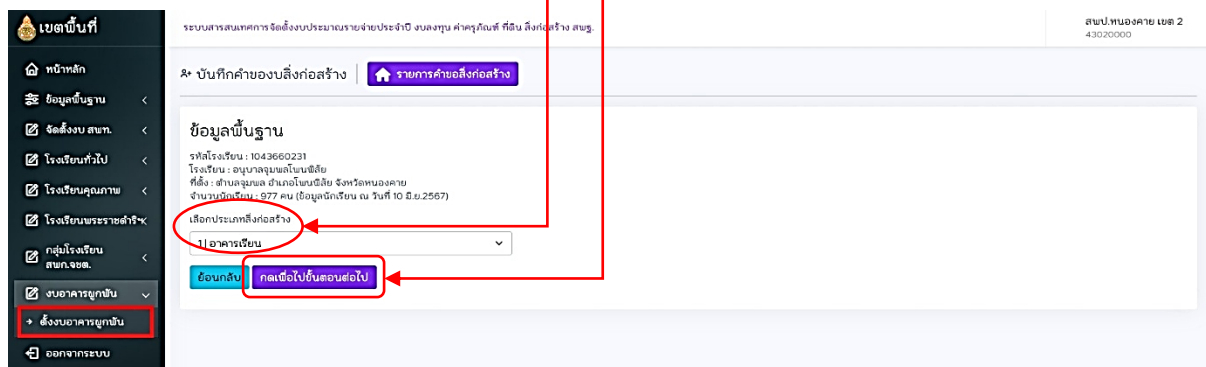 เขตพื้นที่
ระบบสารสนเทศการจัดตั้งงบประมาณรายจ่ายประจำปี งบลงทุน ค่าครุภัณฑ์ ที่ดิน สิ่งก่อสร้าง สพฐ.
สพป.หนองคาย เขต 2
43020000
หน้าหลัก
ข้อมูลพื้นฐาน
จัดตั้งงบ สพท.
โรงเรียนทั่วไป
โรงเรียนคุณภาพ
โรงเรียนพระราชดำริฯ
กลุ่มโรงเรียน
สพก.จชต.
งบอาคารผูกพัน
ตั้งงบอาคารผูกพัน
ออกจากระบบ
บันทึกคำของบสิ่งก่อสร้าง
รายการคำขอสิ่งก่อสร้าง
ข้อมูลพื้นฐาน
รหัสโรงเรียน : 1043660231
โรงเรียน : อนุบาลจุมพลโพนพิสัย
ที่ตั้ง : ตำบลจุมพล อำเภอโพนพิสัย จังหวัดหนองคาย
จำนวนนักเรียน : 977 คน (ข้อมูลนักเรียน ณ วันที่ 10 มิ.ย.2567)
เลือกประเภทสิ่งก่อสร้าง
1 | อาคารเรียน
ย้อนกลับ
กดเพื่อไปขั้นตอนต่อไป